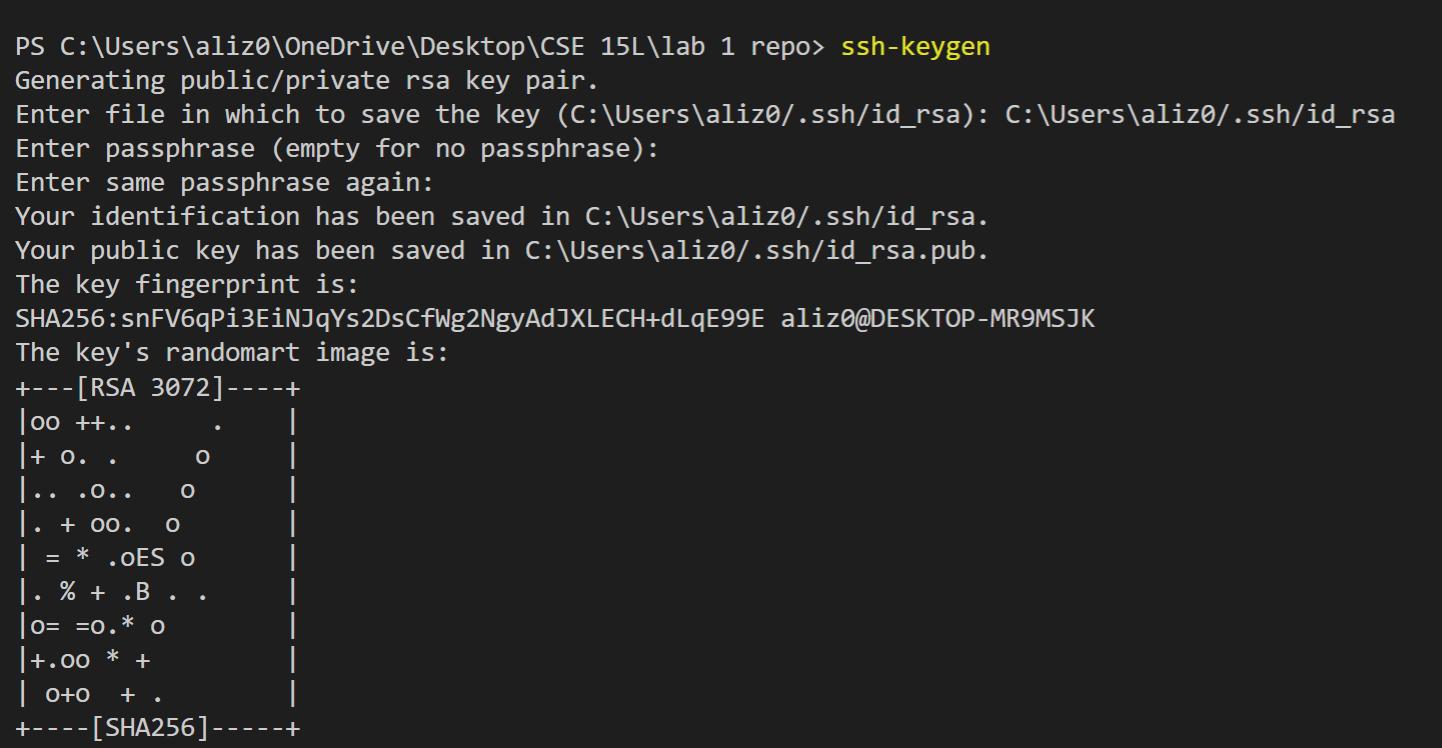 PS C:\Users\aliz0\OneDrive\Desktop\CSE 15L\lab 1 repo> ssh-keygen
Generating public/private rsa key pair.
Enter file in which to save the key (C:\Users\aliz0/.ssh/id_rsa): C:\Users\aliz0/.ssh/id_rsa
Enter passphrase (empty for no passphrase):
Enter same passphrase again:
Your identification has been saved in C:\Users\aliz0/.ssh/id_rsa.
Your public key has been saved in C:\Users\aliz0/.ssh/id_rsa.pub.
The key fingerprint is:
SHA256:snFV6qPi3EiNJqYs2DsCfWg2NgyAdJXLECH+dLqE99E aliz0@DESKTOP-MR9MSJK
The key's randomart image is:
+---[RSA 3072]----+
|oo ++..     .    |
|+ o. .     o     |
|.. .o..   o      |
|. + oo.  o       |
| = * .oES o      |
|. % + .B . .     |
|o= =o.* o        |
|+.oo * +         |
| o+o  + .        |
+----[SHA256]-----+